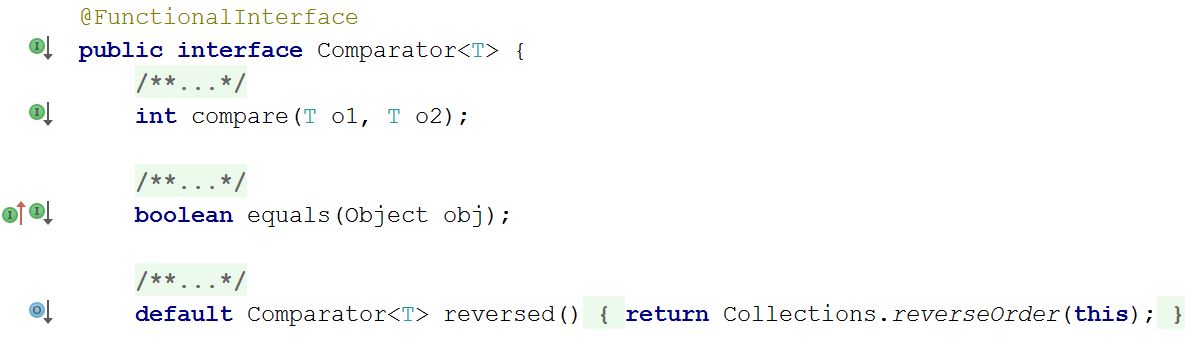 @FunctionalInterface
public interface Comparator<T> {
/**...*/
int compare(T o1, T o2);
/**...*/
boolean equals(Object obj);
/**...*/
default Comparator<T> reversed() { return Collections.reverseOrder(this); }